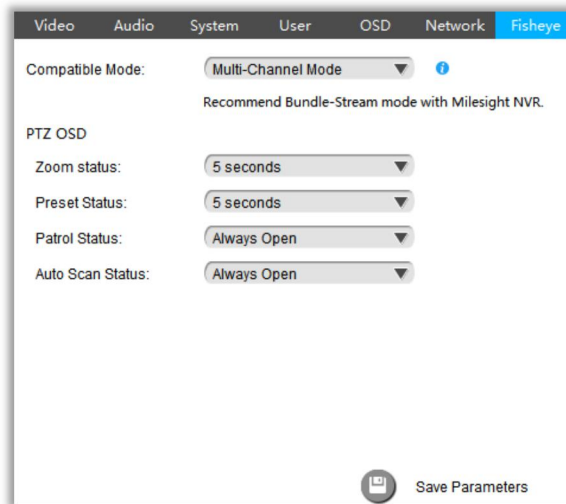 Video Audio System User OSD Network Fisheye
Compatible Mode: Multi-Channel Mode
Recommend Bundle-Stream mode with Milesight NVR.
PTZ OSD
Zoom status: 5 seconds
Preset Status: 5 seconds
Patrol Status: Always Open
Auto Scan Status: Always Open
Save Parameters